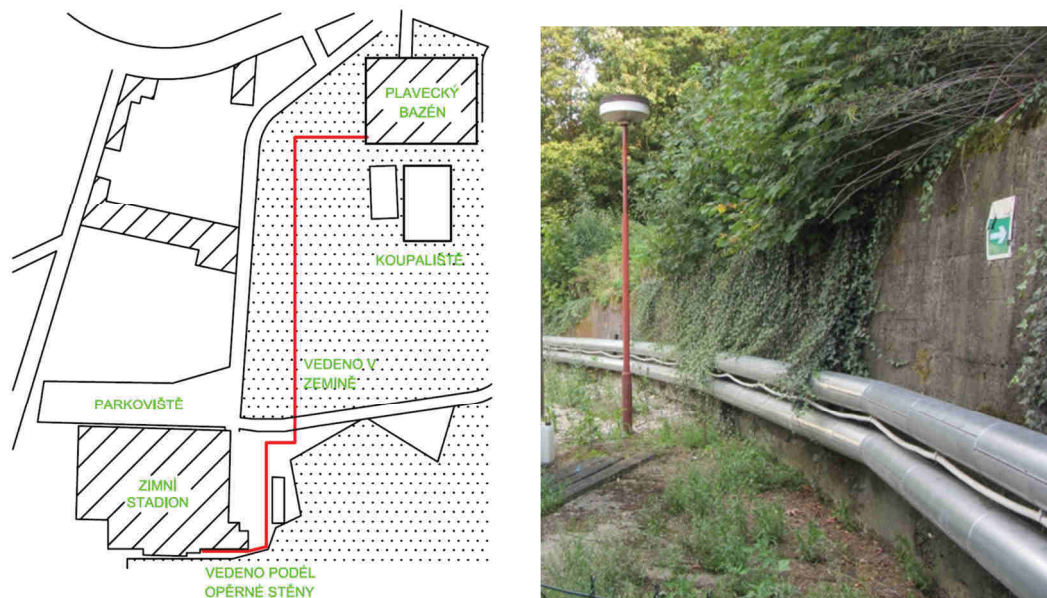 PLAVECKÝ
BAZÉN
KOUPALIŠTĚ
VEDENO V
ZEMINĚ
PARKOVIŠTĚ
ZIMNÍ
STADION
VEDENO PODÉL
OPĚRNÉ STĚNY